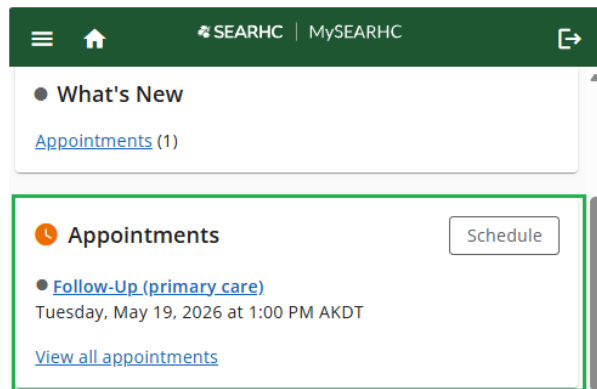 SEARHC | MySEARHC
What's New
Appointments (1)
Appointments
Schedule
Follow-Up (primary care)
Tuesday, May 19, 2026 at 1:00 PM AKDT
View all appointments